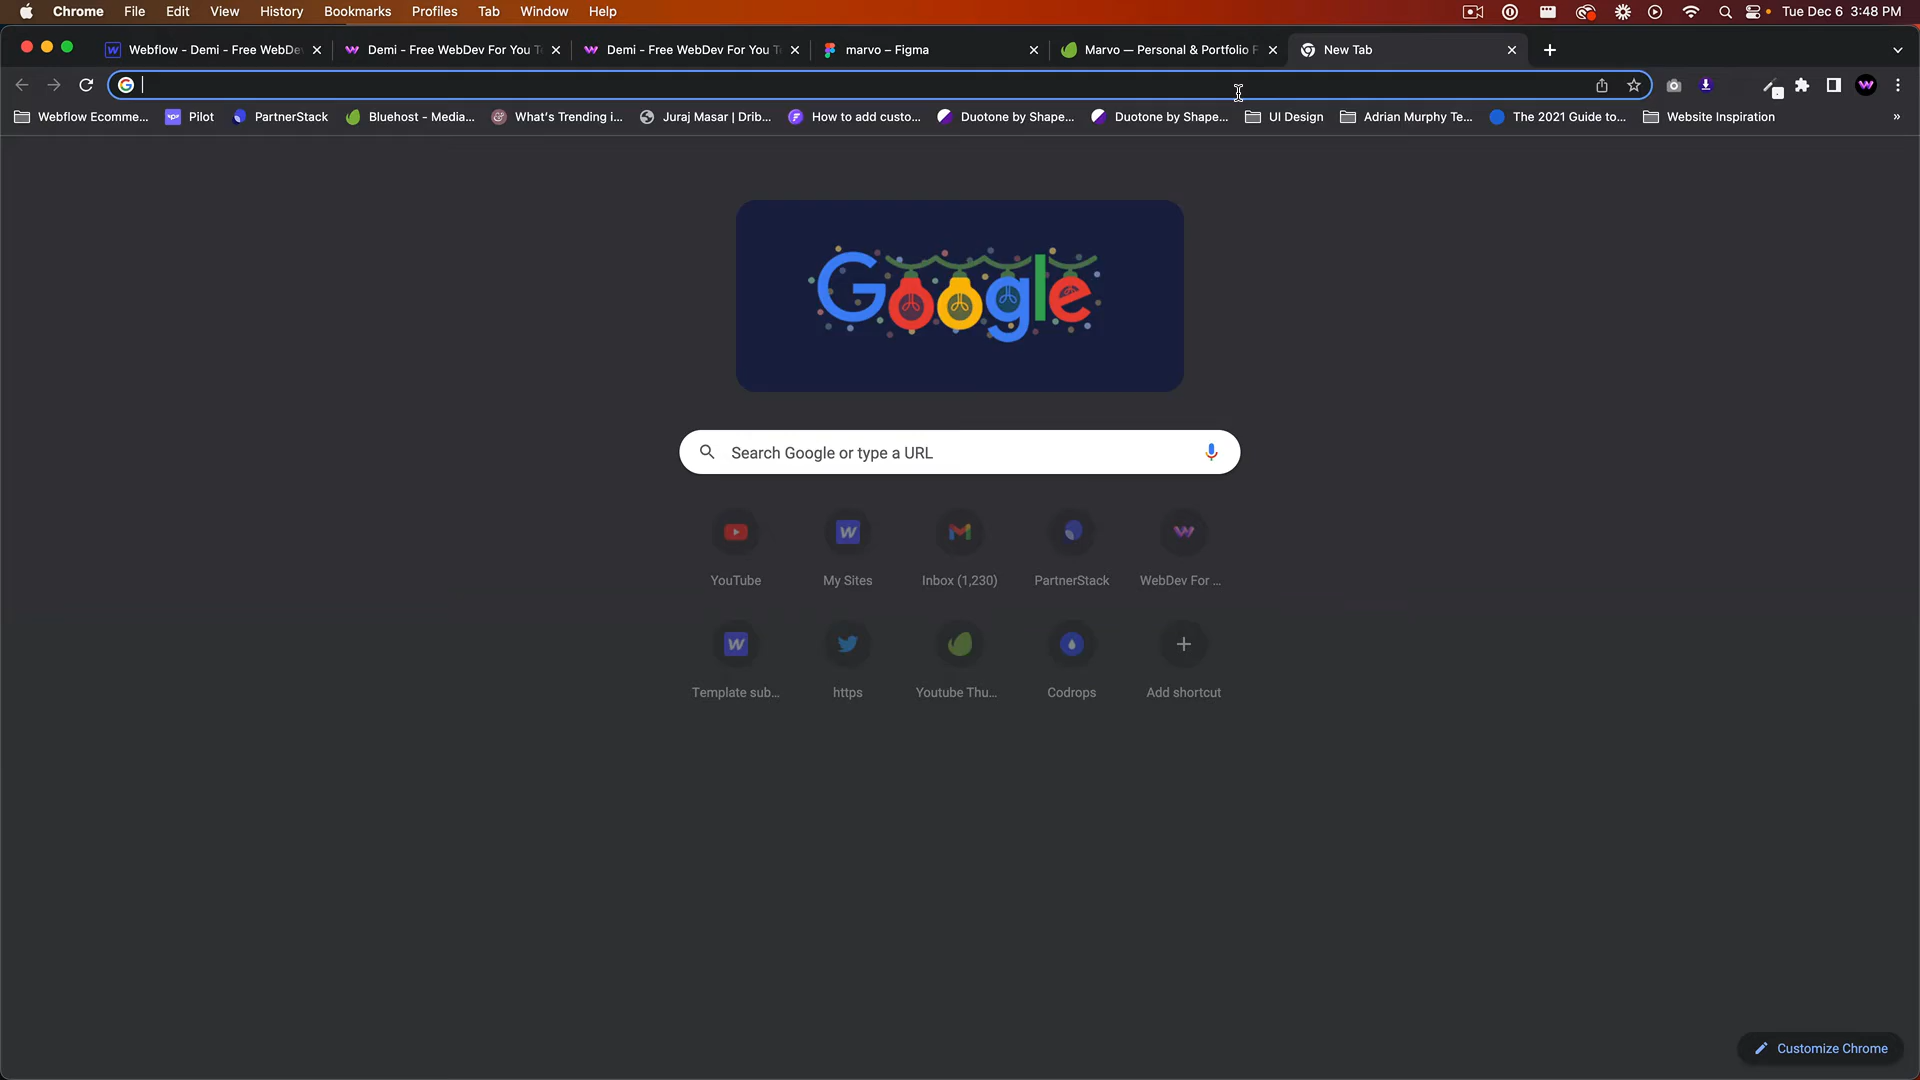 Chrome File Edit View History Bookmarks Profiles Tab Window Help Tue Dec 6 3:48 PM
Webflow - Demi - Free WebDe Demi - Free WebDev For You T Demi - Free WebDev For You T marvo – Figma Marvo — Personal & Portfolio F New Tab
Webflow Ecomme... Pilot PartnerStack Bluehost - Media... What's Trending i... Juraj Masar | Drib... How to add custo... Duotone by Shape... Duotone by Shape... UI Design Adrian Murphy Te... The 2021 Guide to... Website Inspiration »
Google
Search Google or type a URL
YouTube My Sites Inbox (1,230) PartnerStack WebDev For ...
Template sub... https Youtube Thu... Codrops Add shortcut
Customize Chrome